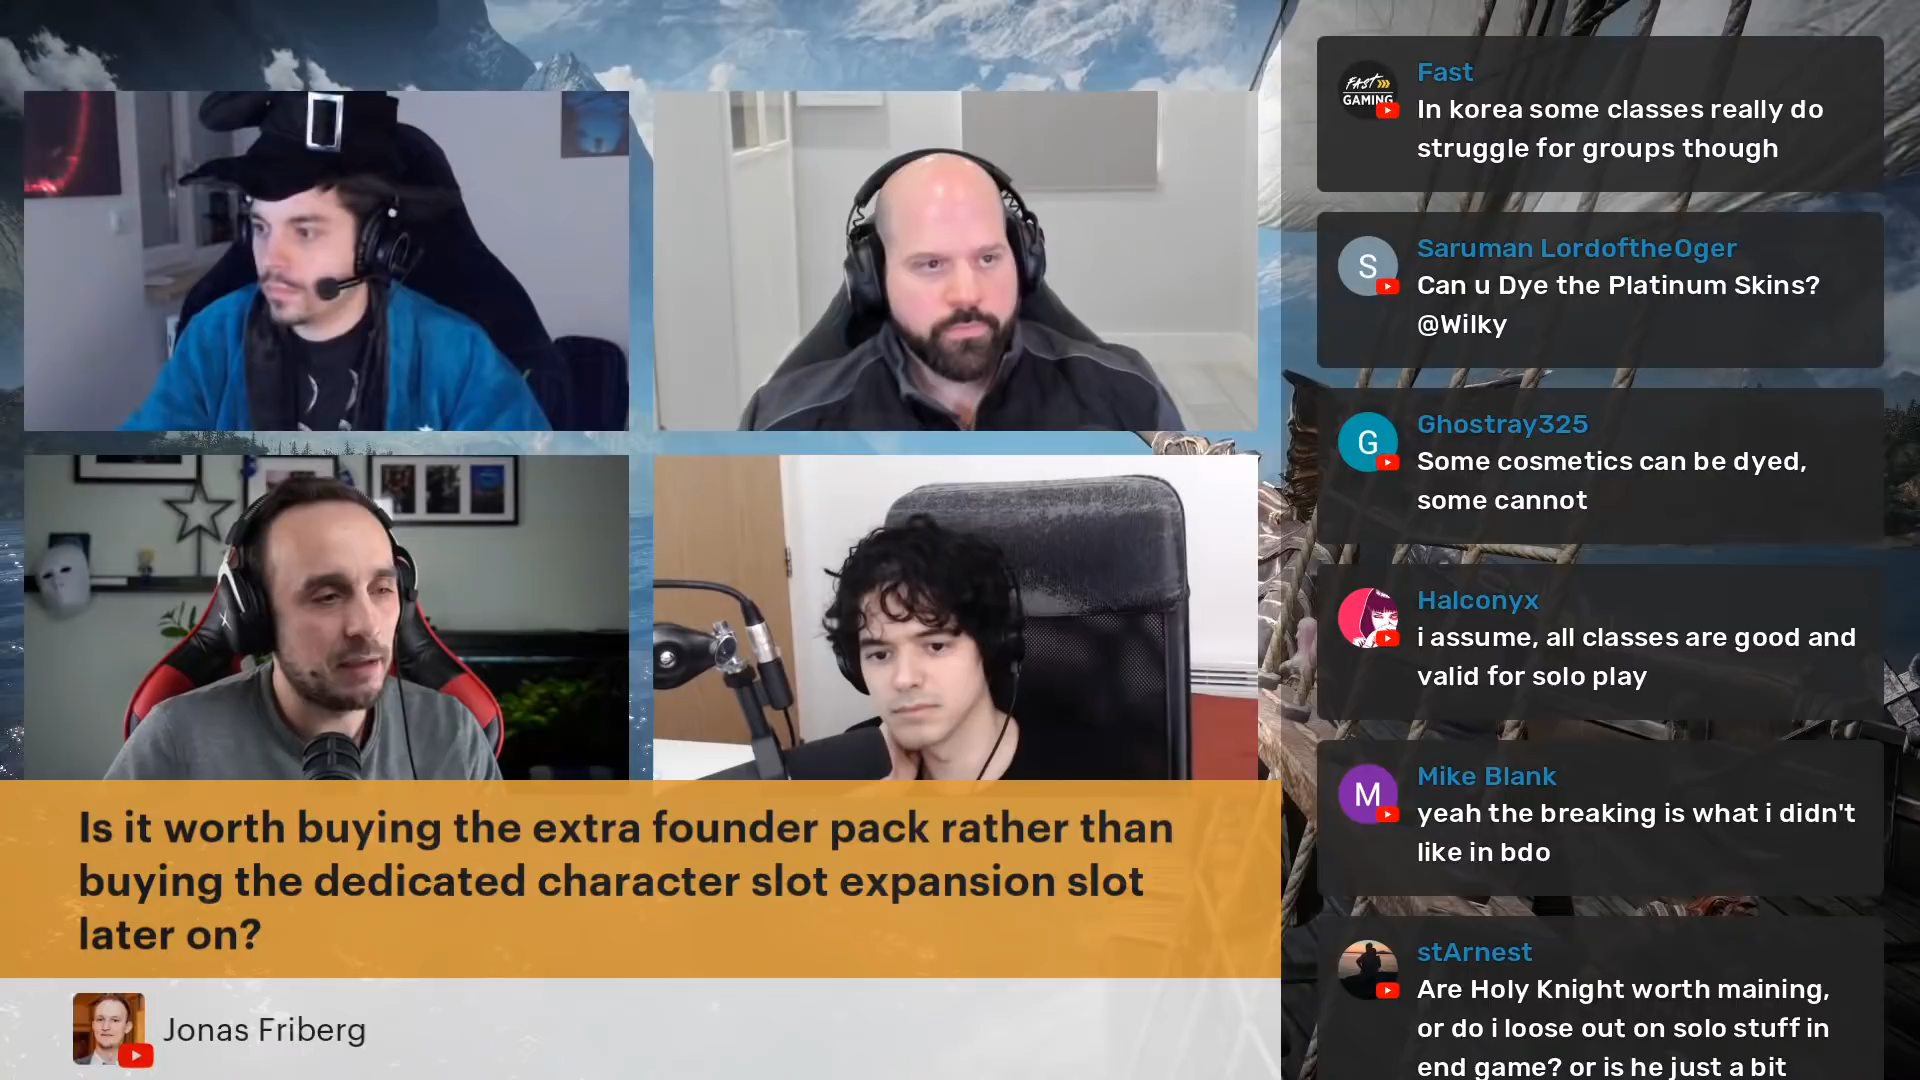 Fast
FAST
GAMING
In korea some classes really do
struggle for groups though
Saruman LordoftheOger
S
Can u Dye the Platinum Skins?
@Wilky
Ghostray325
G
Some cosmetics can be dyed,
some cannot
Halconyx
i assume, all classes are good and
valid for solo play
Mike Blank
M
yeah the breaking is what i didn't
like in bdo
stArnest
Are Holy Knight worth maining,
or do i loose out on solo stuff in
end game? or is he just a bit
Is it worth buying the extra founder pack rather than
buying the dedicated character slot expansion slot
later on?
Jonas Friberg